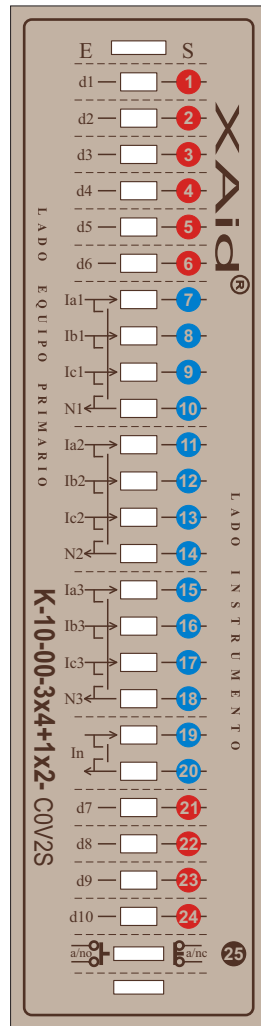 E S
d1 1
d2 2
d3 3
d4 4
d5 5
d6 6
Ia1 7
Ib1 8
Ic1 9
N1 10
Ia2 11
Ib2 12
Ic2 13
N2 14
Ia3 15
Ib3 16
Ic3 17
N3 18
In 19
20
d7 21
d8 22
d9 23
d10 24
a/no a/nc 25
XAid®
LADO EQUIPO PRIMARIO
LADO INSTRUMENTO
K-10-00-3x4+1x2- C0V2S